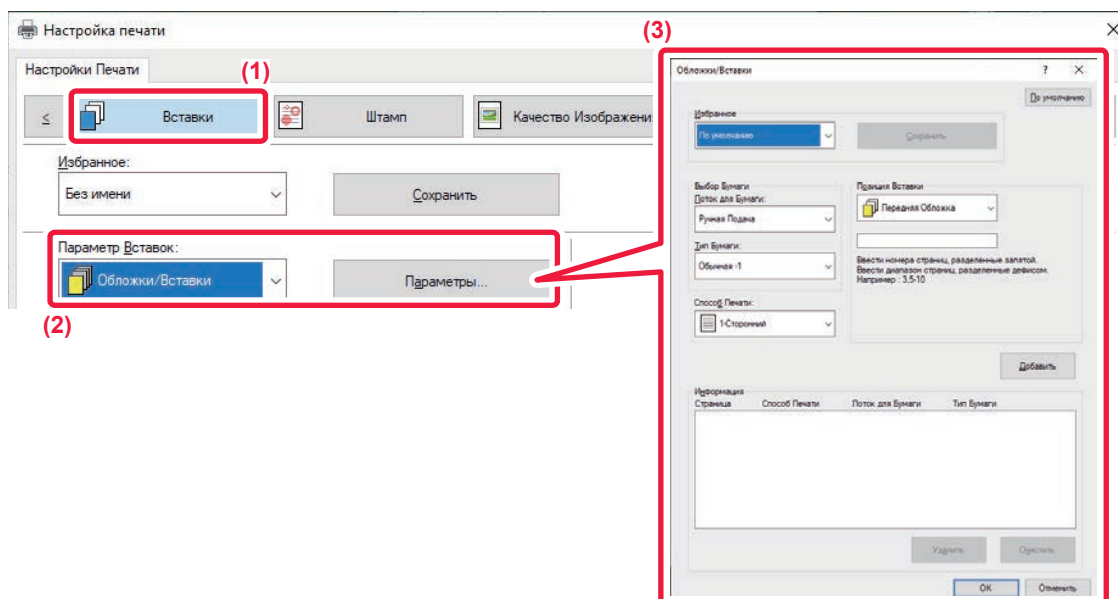 Настройка печати
(3)
Настройки Печати
(1)
Вставки
Штамп
Качество Изображени
Избранное:
Без имени
Сохранить
Параметр Вставок:
Обложки/Вставки
Параметры...
(2)
Обложки/Вставки
?
По умолчанию
Избранное
По умолчанию
Сохранить
Выбор Бумаги
Лоток для Бумаги:
Ручная Подача
Тип Бумаги:
Обычная -1
Способ Печати:
1-Сторонний
Позиция Вставки
Передняя Обложка
Ввести номера страниц, разделенные запятой.
Ввести диапазон страниц, разделенные дефисом.
Например : 3,5-10
Добавить
Информация
Страница Способ Печати Лоток для Бумаги Тип Бумаги
Удалить Очистить
OK Отменить